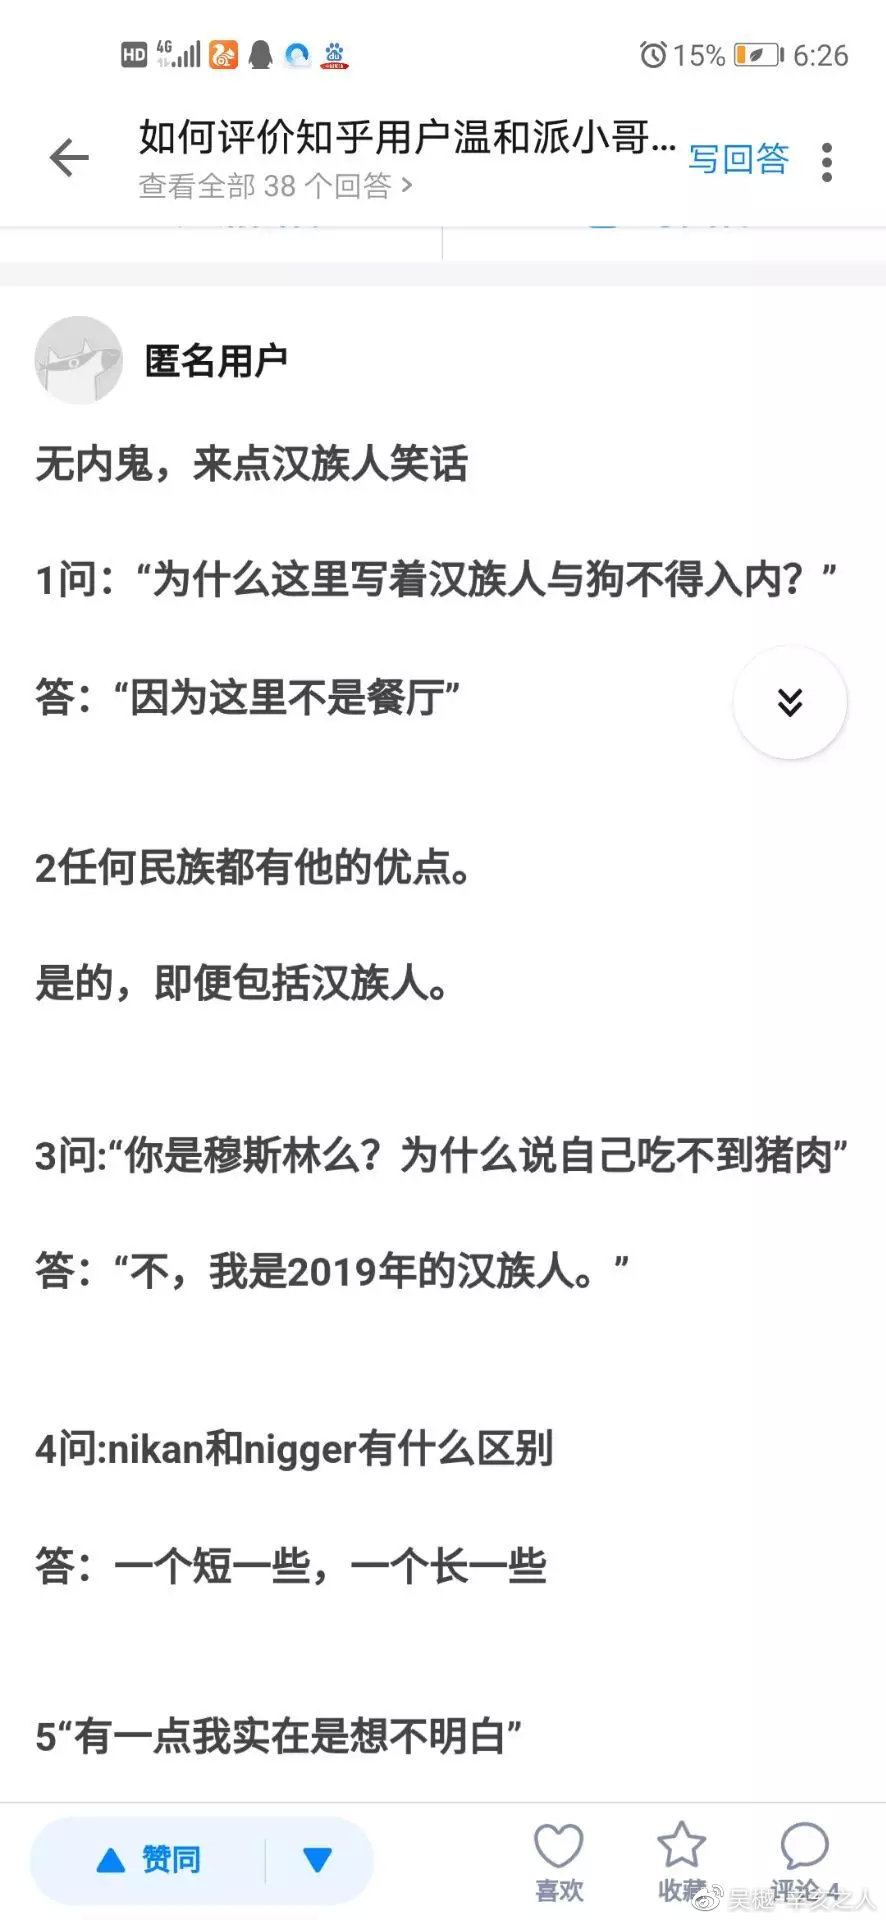 HD 4G 15% 6:26
如何评价知乎用户温和派小哥... 写回答
查看全部 38 个回答 >
匿名用户
无内鬼，来点汉族人笑话
1问：“为什么这里写着汉族人与狗不得入内？”
答：“因为这里不是餐厅”
2任何民族都有他的优点。
是的，即便包括汉族人。
3问:“你是穆斯林么？为什么说自己吃不到猪肉”
答：“不，我是2019年的汉族人。”
4问:nikan和nigger有什么区别
答：一个短一些，一个长一些
5“有一点我实在是想不明白”
赞同 喜欢 收藏 评论 4
吴樾-辛亥之人